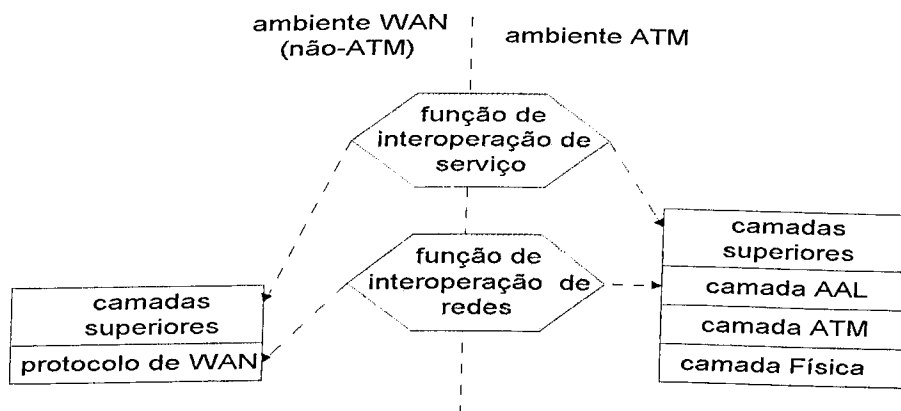 ambiente WAN
(não-ATM)
ambiente ATM
função de
interoperação de
serviço
função de
interoperação de
redes
camadas
superiores
protocolo de WAN
camadas
superiores
camada AAL
camada ATM
camada Física